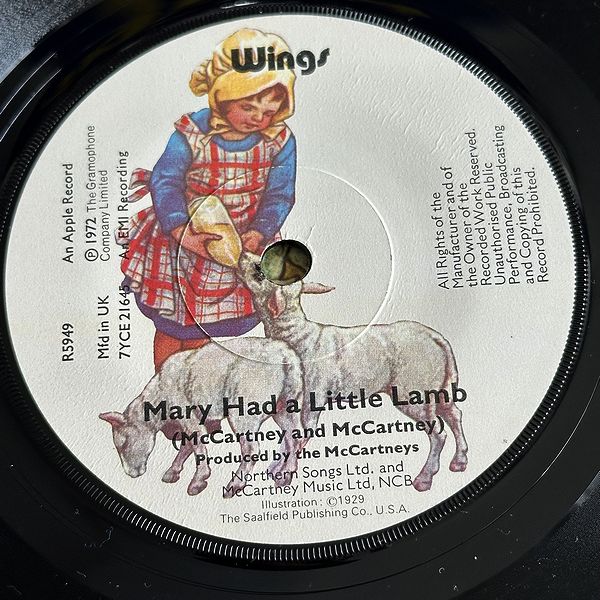 Wings
An Apple Record
℗ 1972 The Gramophone
Company Limited
An EMI Recording
R5949
Mfd in UK
7YCE 21645
All Rights of the
Manufacturer and of
the Owner of the
Recorded Work Reserved.
Unauthorised Public
Performance, Broadcasting
and Copying of this
Record Prohibited.
Mary Had a Little Lamb
(McCartney and McCartney)
Produced by the McCartneys
Northern Songs Ltd. and
McCartney Music Ltd, NCB
Illustration: ©1929
The Saalfield Publishing Co., U.S.A.